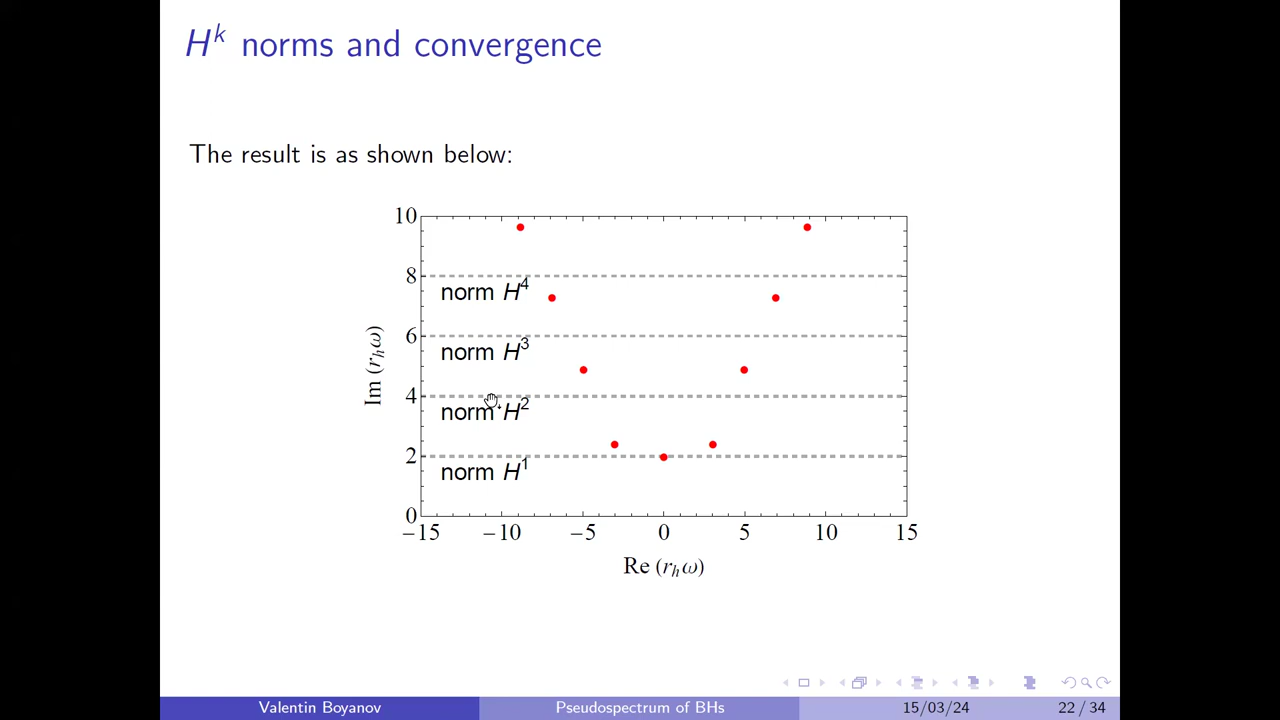 H^k norms and convergence
The result is as shown below:
10
8
norm H^4
6
norm H^3
Im (r_h ω)
4
norm H^2
2
norm H^1
0
−15 −10 −5 0 5 10 15
Re (r_h ω)
Valentin Boyanov Pseudospectrum of BHs 15/03/24 22 / 34